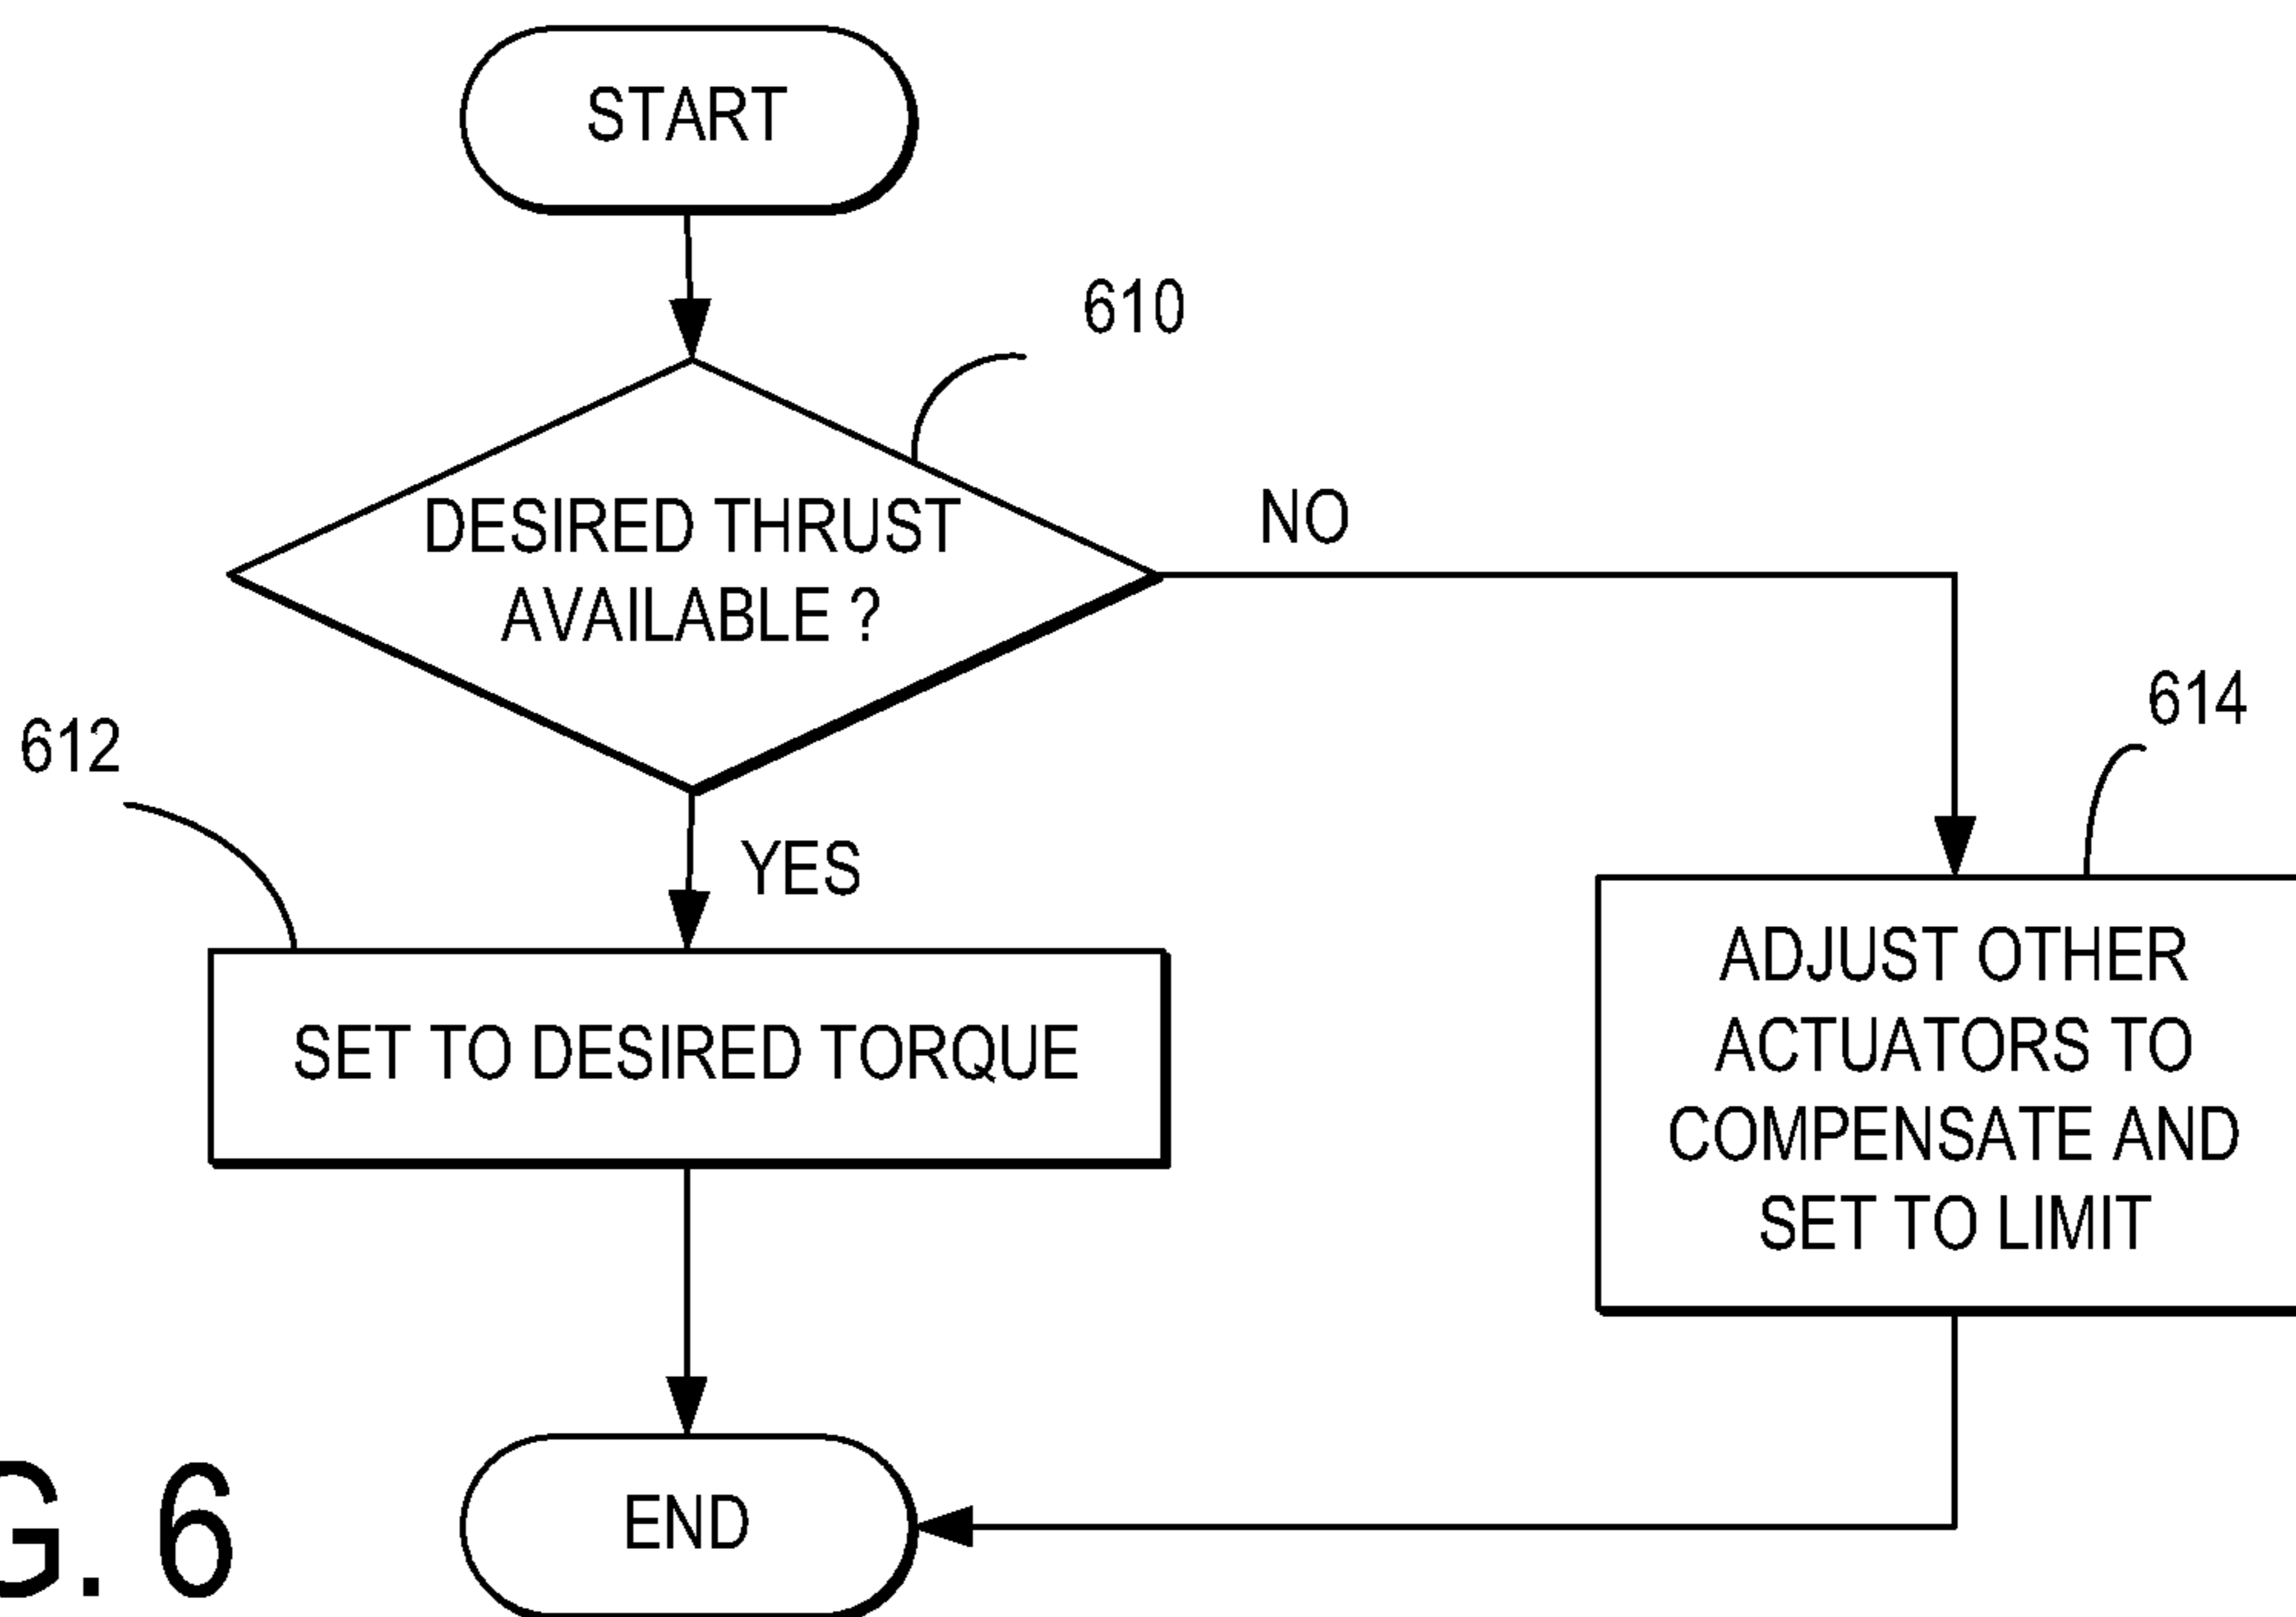 START
610
DESIRED THRUST
AVAILABLE ?
NO
614
612
YES
ADJUST OTHER
ACTUATORS TO
COMPENSATE AND
SET TO LIMIT
SET TO DESIRED TORQUE
END
G. 6